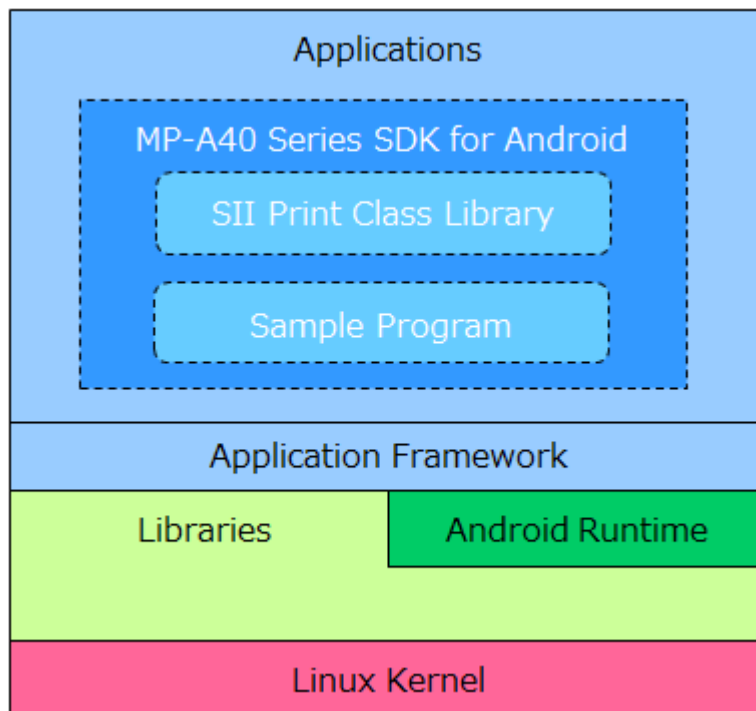 Applications
MP-A40 Series SDK for Android
SII Print Class Library
Sample Program
Application Framework
Libraries
Android Runtime
Linux Kernel